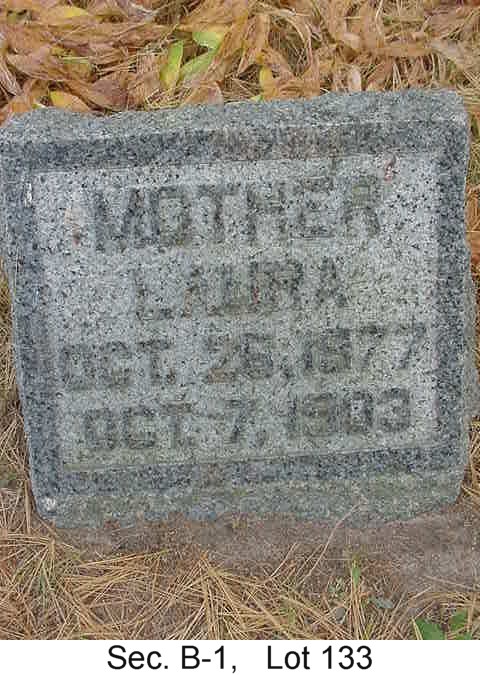 MOTHER
LAURA
OCT. 26, 1877
OCT. 7, 1903
Sec. B-1, Lot 133